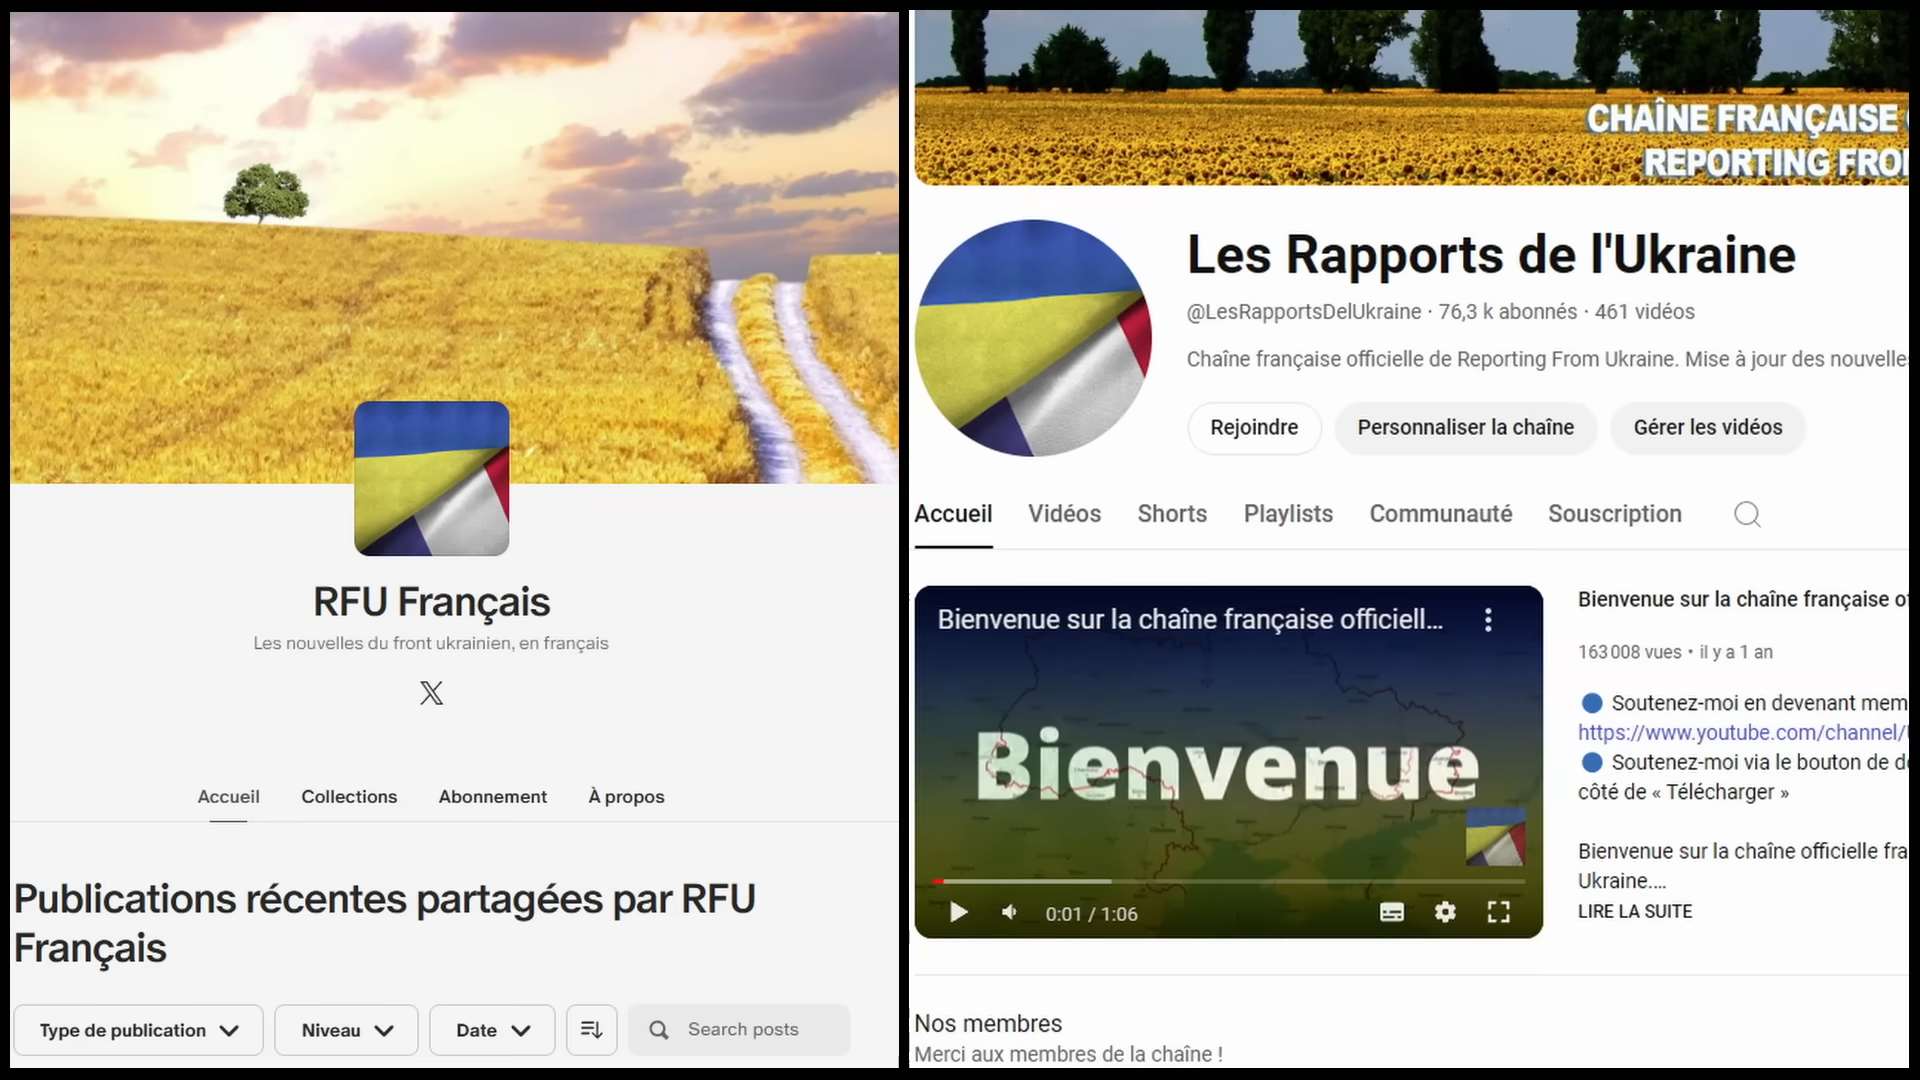 RFU Français
Les nouvelles du front ukrainien, en français
Accueil Collections Abonnement À propos
Publications récentes partagées par RFU
Français
Type de publication Niveau Date Search posts
CHAÎNE FRANÇAISE
REPORTING FROM
Les Rapports de l'Ukraine
@LesRapportsDelUkraine · 76,3 k abonnés · 461 vidéos
Chaîne française officielle de Reporting From Ukraine. Mise à jour des nouvelles
Rejoindre Personnaliser la chaîne Gérer les vidéos
Accueil Vidéos Shorts Playlists Communauté Souscription
Bienvenue sur la chaîne française officiell...
Bienvenue
0:01 / 1:06
Bienvenue sur la chaîne française
163 008 vues • il y a 1 an
Soutenez-moi en devenant mem
https://www.youtube.com/channel/
Soutenez-moi via le bouton de
côté de « Télécharger »
Bienvenue sur la chaîne officielle fra
Ukraine....
LIRE LA SUITE
Nos membres
Merci aux membres de la chaîne !